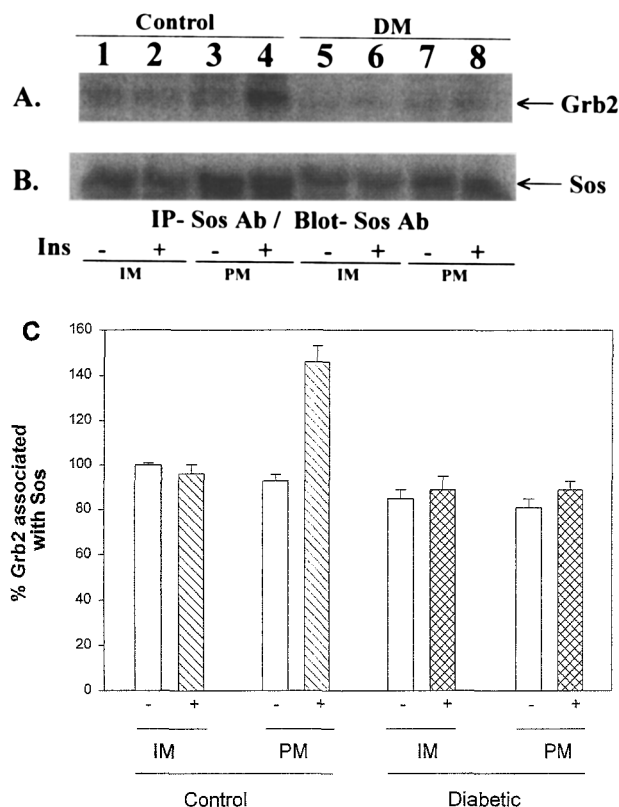 Control DM
1 2 3 4 5 6 7 8
A. Grb2
B. Sos
IP- Sos Ab / Blot- Sos Ab
Ins - + - + - + - +
IM PM IM PM
C
160
140
120
100
80
60
40
20
0
% Grb2 associated
with Sos
- + - + - + - +
IM PM IM PM
Control Diabetic